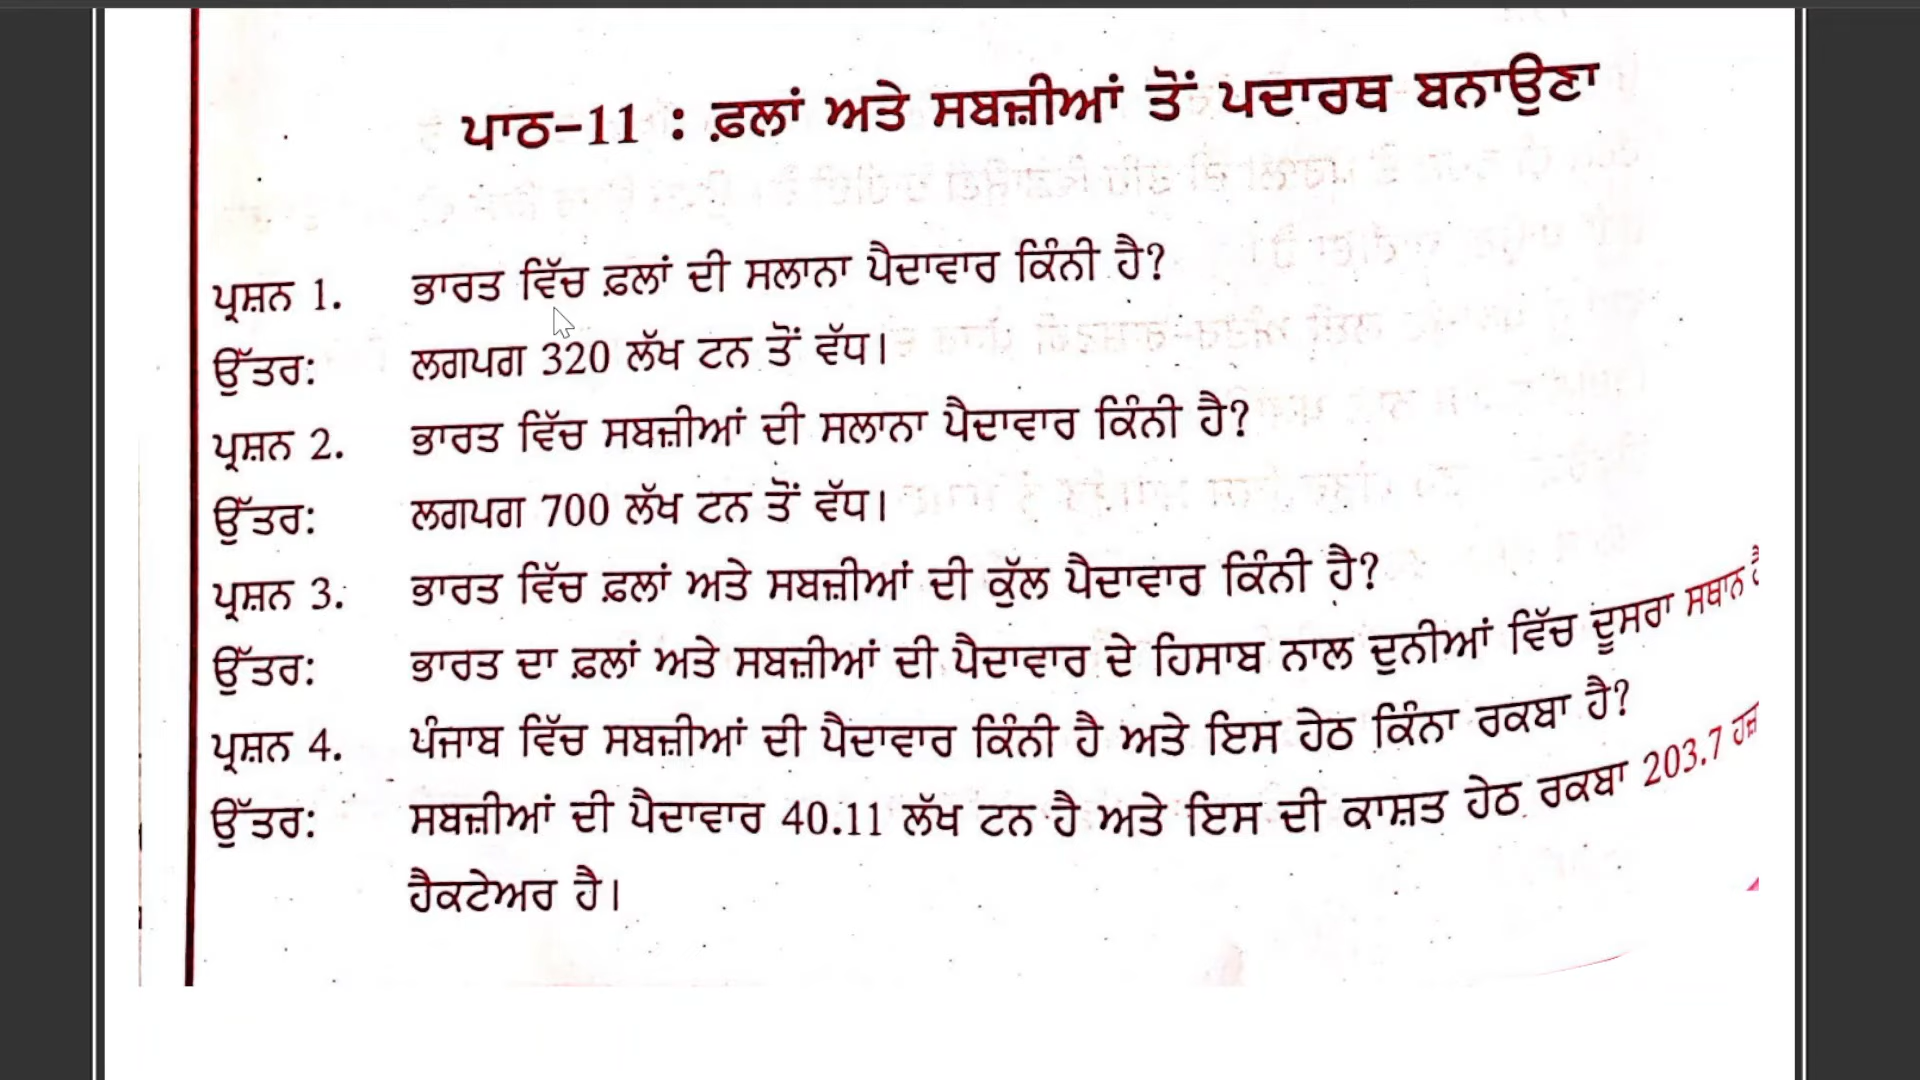 ਪਾਠ-11 : ਫ਼ਲਾਂ ਅਤੇ ਸਬਜ਼ੀਆਂ ਤੋਂ ਪਦਾਰਥ ਬਨਾਉਣਾ
ਪ੍ਰਸ਼ਨ 1. ਭਾਰਤ ਵਿੱਚ ਫ਼ਲਾਂ ਦੀ ਸਲਾਨਾ ਪੈਦਾਵਾਰ ਕਿੰਨੀ ਹੈ?
ਉੱਤਰ: ਲਗਪਗ 320 ਲੱਖ ਟਨ ਤੋਂ ਵੱਧ।
ਪ੍ਰਸ਼ਨ 2. ਭਾਰਤ ਵਿੱਚ ਸਬਜ਼ੀਆਂ ਦੀ ਸਲਾਨਾ ਪੈਦਾਵਾਰ ਕਿੰਨੀ ਹੈ?
ਉੱਤਰ: ਲਗਪਗ 700 ਲੱਖ ਟਨ ਤੋਂ ਵੱਧ।
ਪ੍ਰਸ਼ਨ 3. ਭਾਰਤ ਵਿੱਚ ਫ਼ਲਾਂ ਅਤੇ ਸਬਜ਼ੀਆਂ ਦੀ ਕੁੱਲ ਪੈਦਾਵਾਰ ਕਿੰਨੀ ਹੈ?
ਉੱਤਰ: ਭਾਰਤ ਦਾ ਫ਼ਲਾਂ ਅਤੇ ਸਬਜ਼ੀਆਂ ਦੀ ਪੈਦਾਵਾਰ ਦੇ ਹਿਸਾਬ ਨਾਲ ਦੁਨੀਆਂ ਵਿੱਚ ਦੂਸਰਾ ਸਥਾਨ
ਪ੍ਰਸ਼ਨ 4. ਪੰਜਾਬ ਵਿੱਚ ਸਬਜ਼ੀਆਂ ਦੀ ਪੈਦਾਵਾਰ ਕਿੰਨੀ ਹੈ ਅਤੇ ਇਸ ਹੇਠ ਕਿੰਨਾ ਰਕਬਾ ਹੈ?
ਉੱਤਰ: ਸਬਜ਼ੀਆਂ ਦੀ ਪੈਦਾਵਾਰ 40.11 ਲੱਖ ਟਨ ਹੈ ਅਤੇ ਇਸ ਦੀ ਕਾਸ਼ਤ ਹੇਠ ਰਕਬਾ 203.7
ਹੈਕਟੇਅਰ ਹੈ।